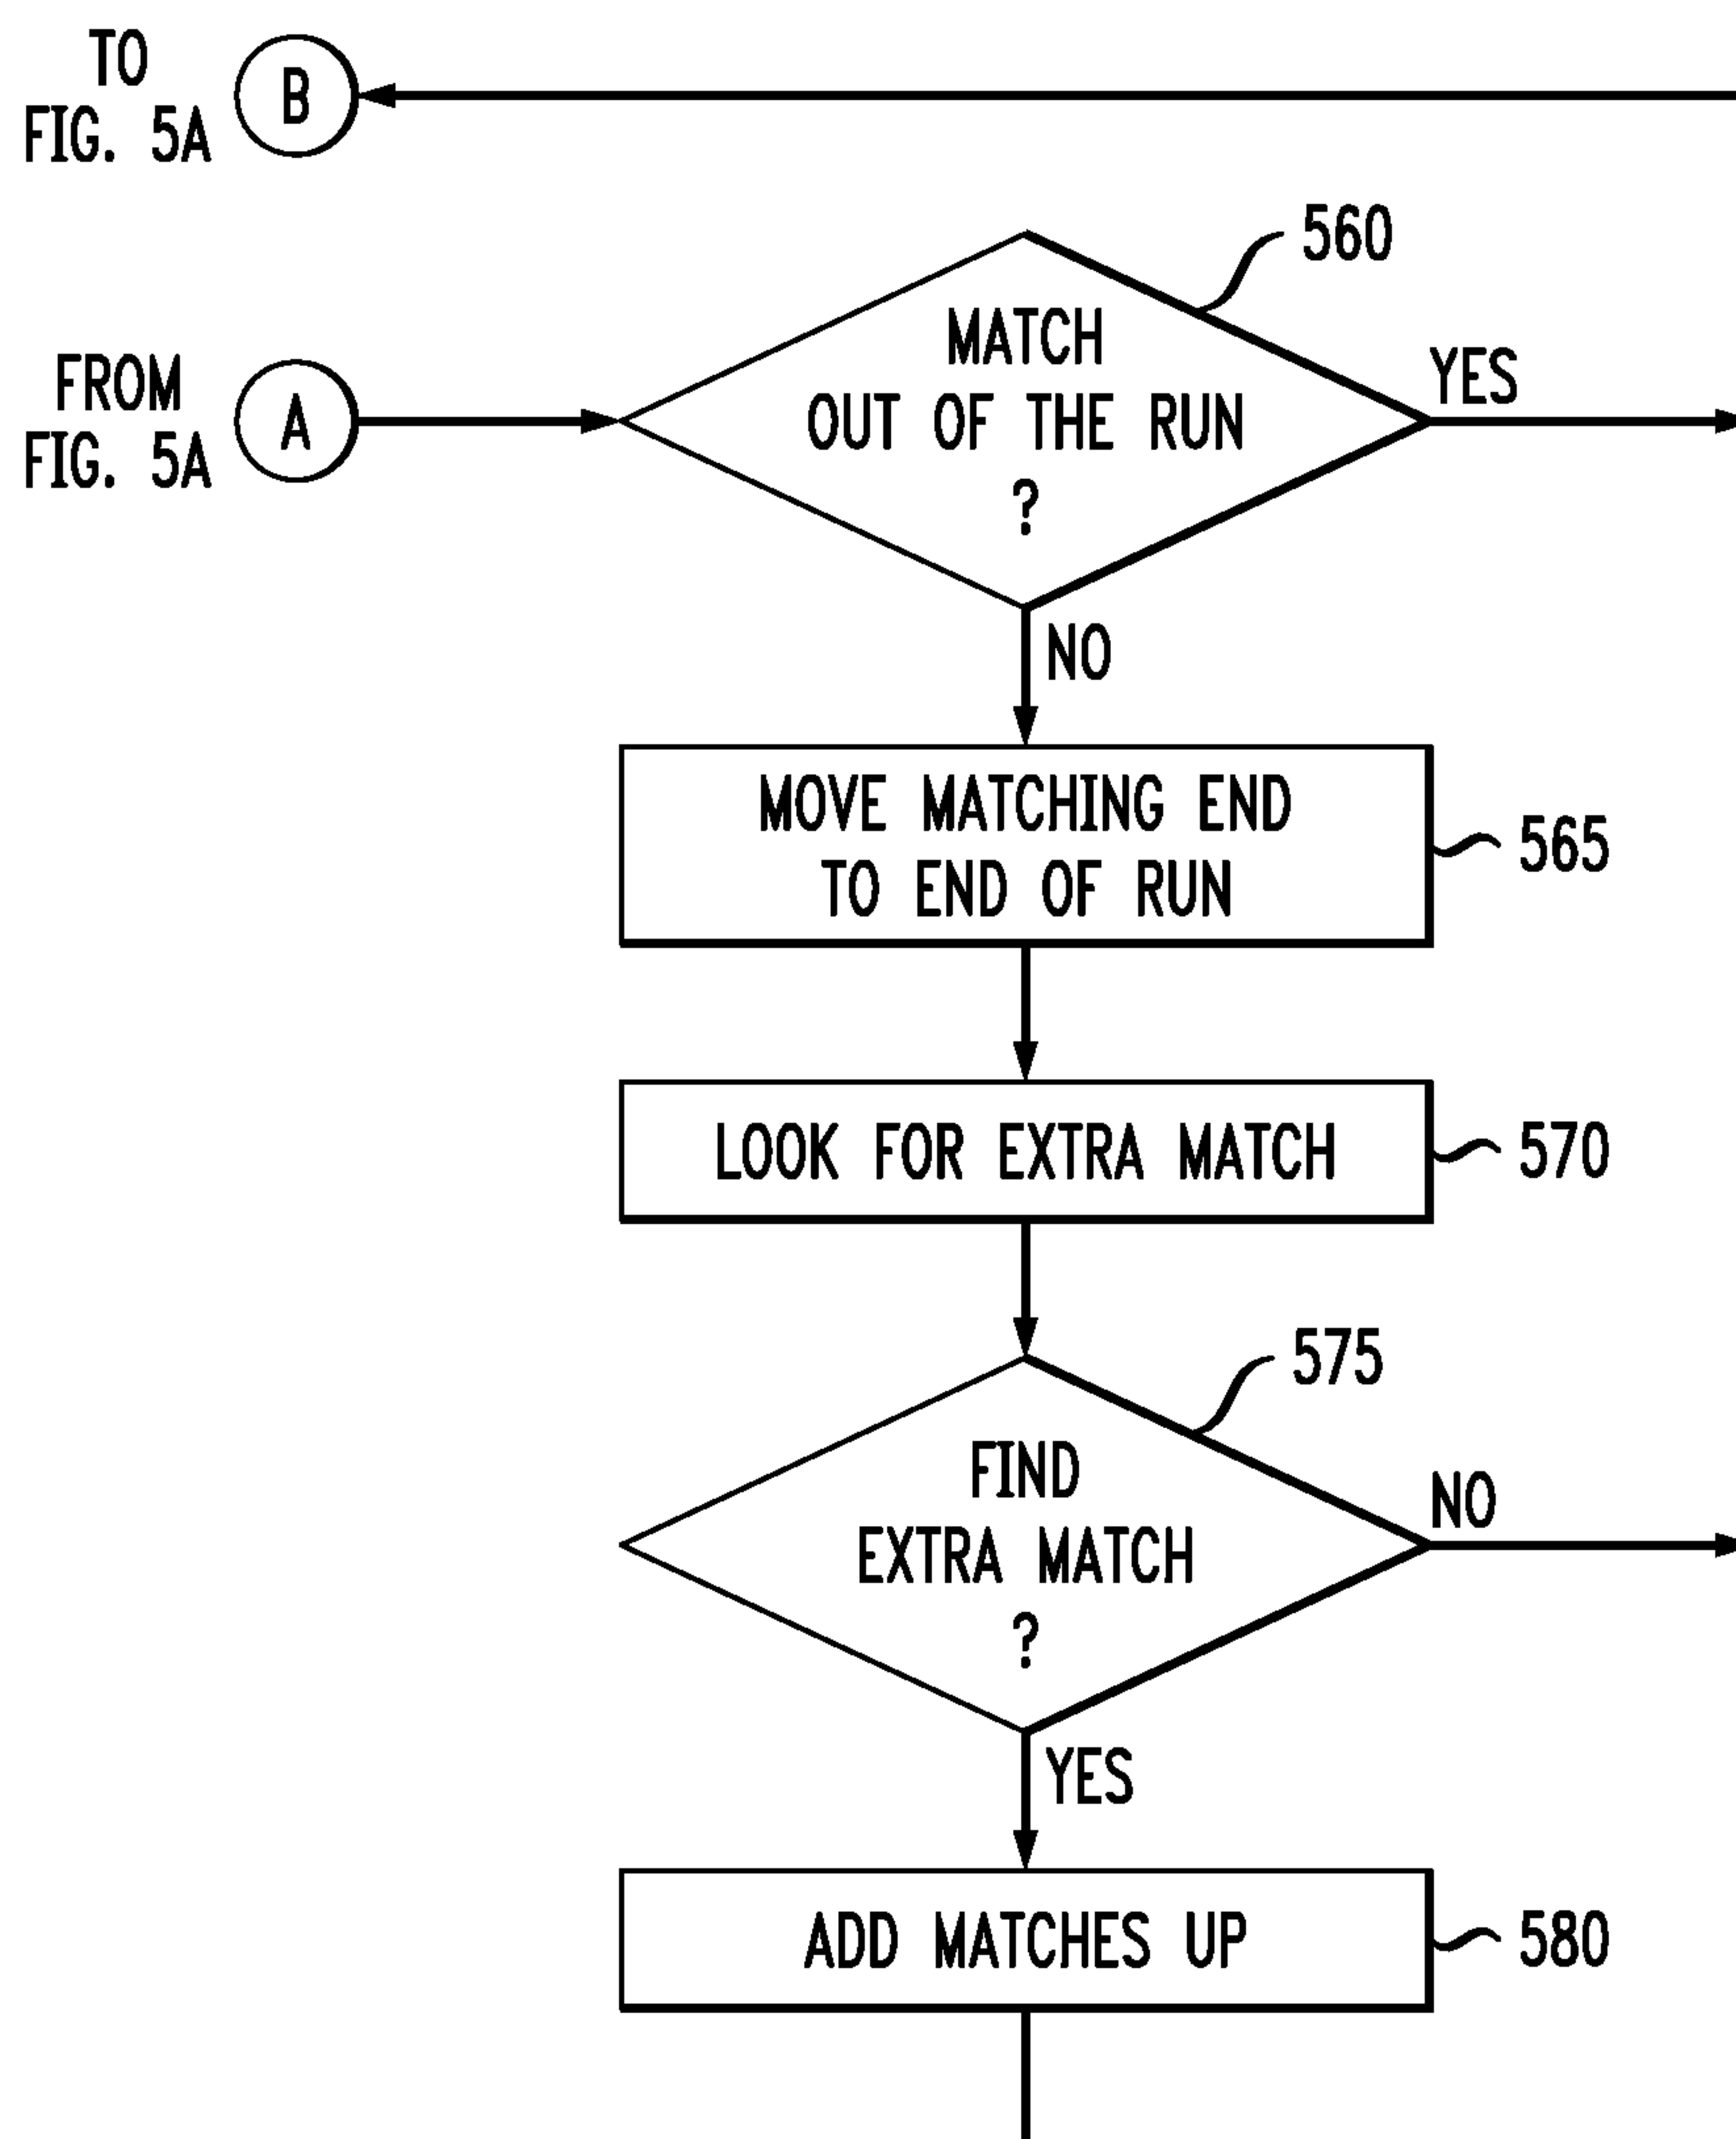 TO
FIG. 5A
B
560
MATCH
OUT OF THE RUN
?
YES
FROM
FIG. 5A
A
NO
MOVE MATCHING END
TO END OF RUN
565
LOOK FOR EXTRA MATCH
570
575
FIND
EXTRA MATCH
?
NO
YES
ADD MATCHES UP
580